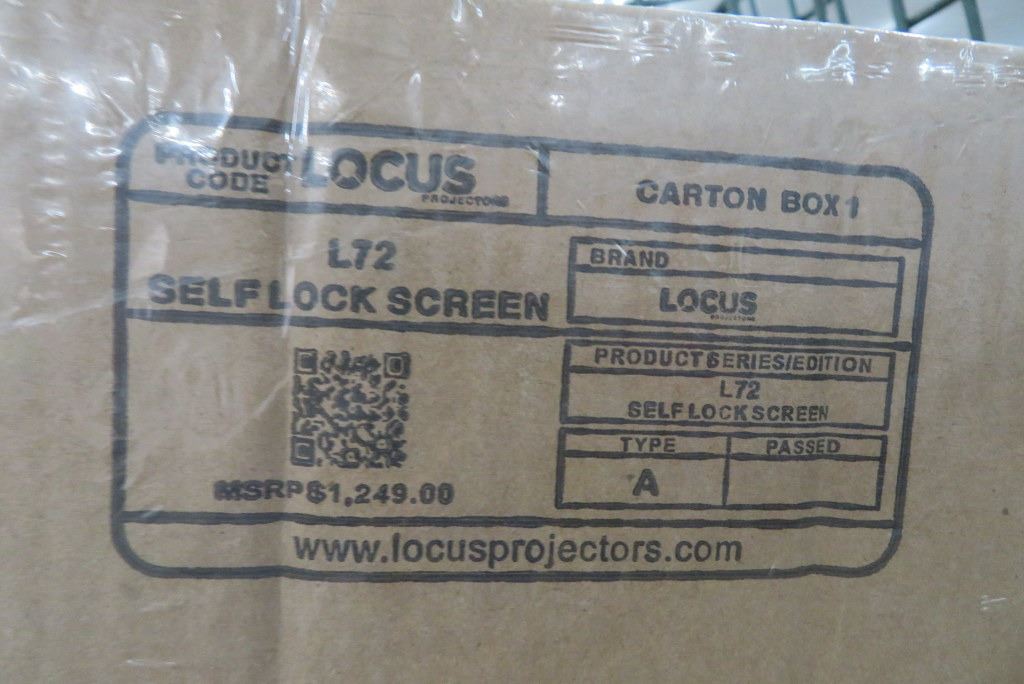 PRODUCT CODE
LOCUS
PROJECTORS
CARTON BOX 1
L72
SELF LOCK SCREEN
BRAND
LOCUS
PROJECTORS
PRODUCT SERIES/EDITION
L72
SELF LOCK SCREEN
TYPE
PASSED
A
MSRP $1,249.00
www.locusprojectors.com